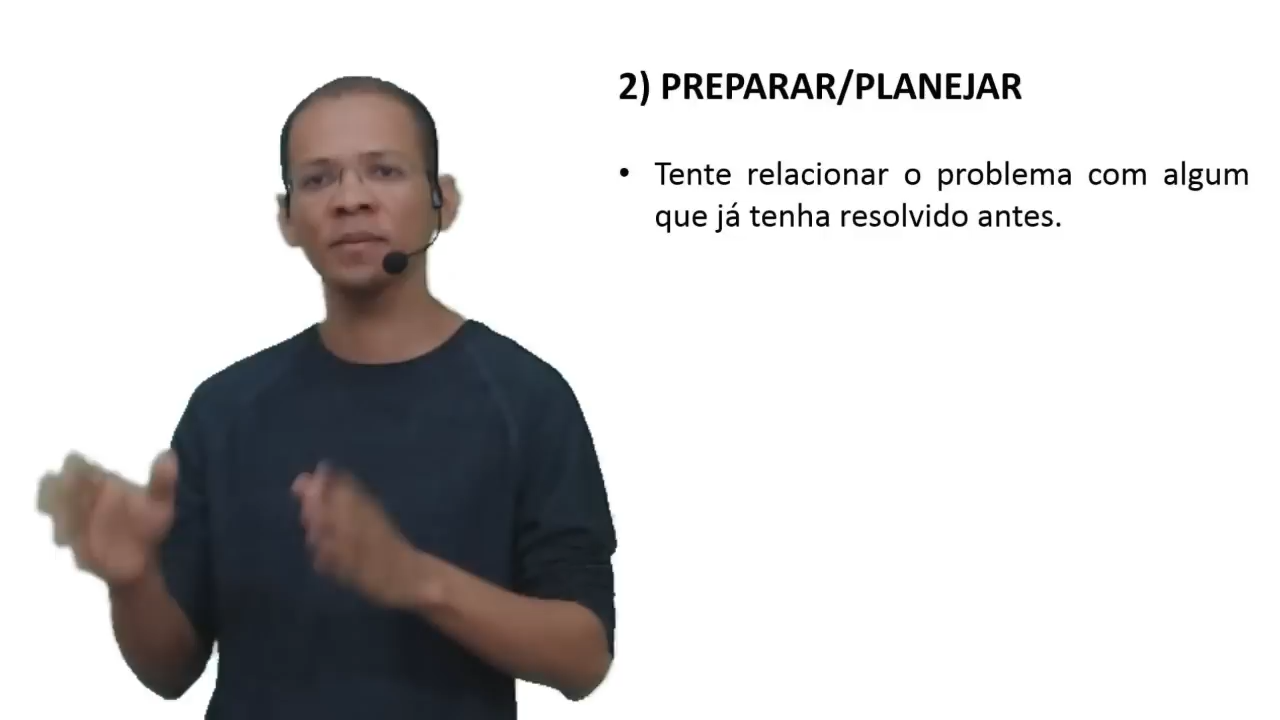 2) PREPARAR/PLANEJAR
• Tente relacionar o problema com algum
que já tenha resolvido antes.